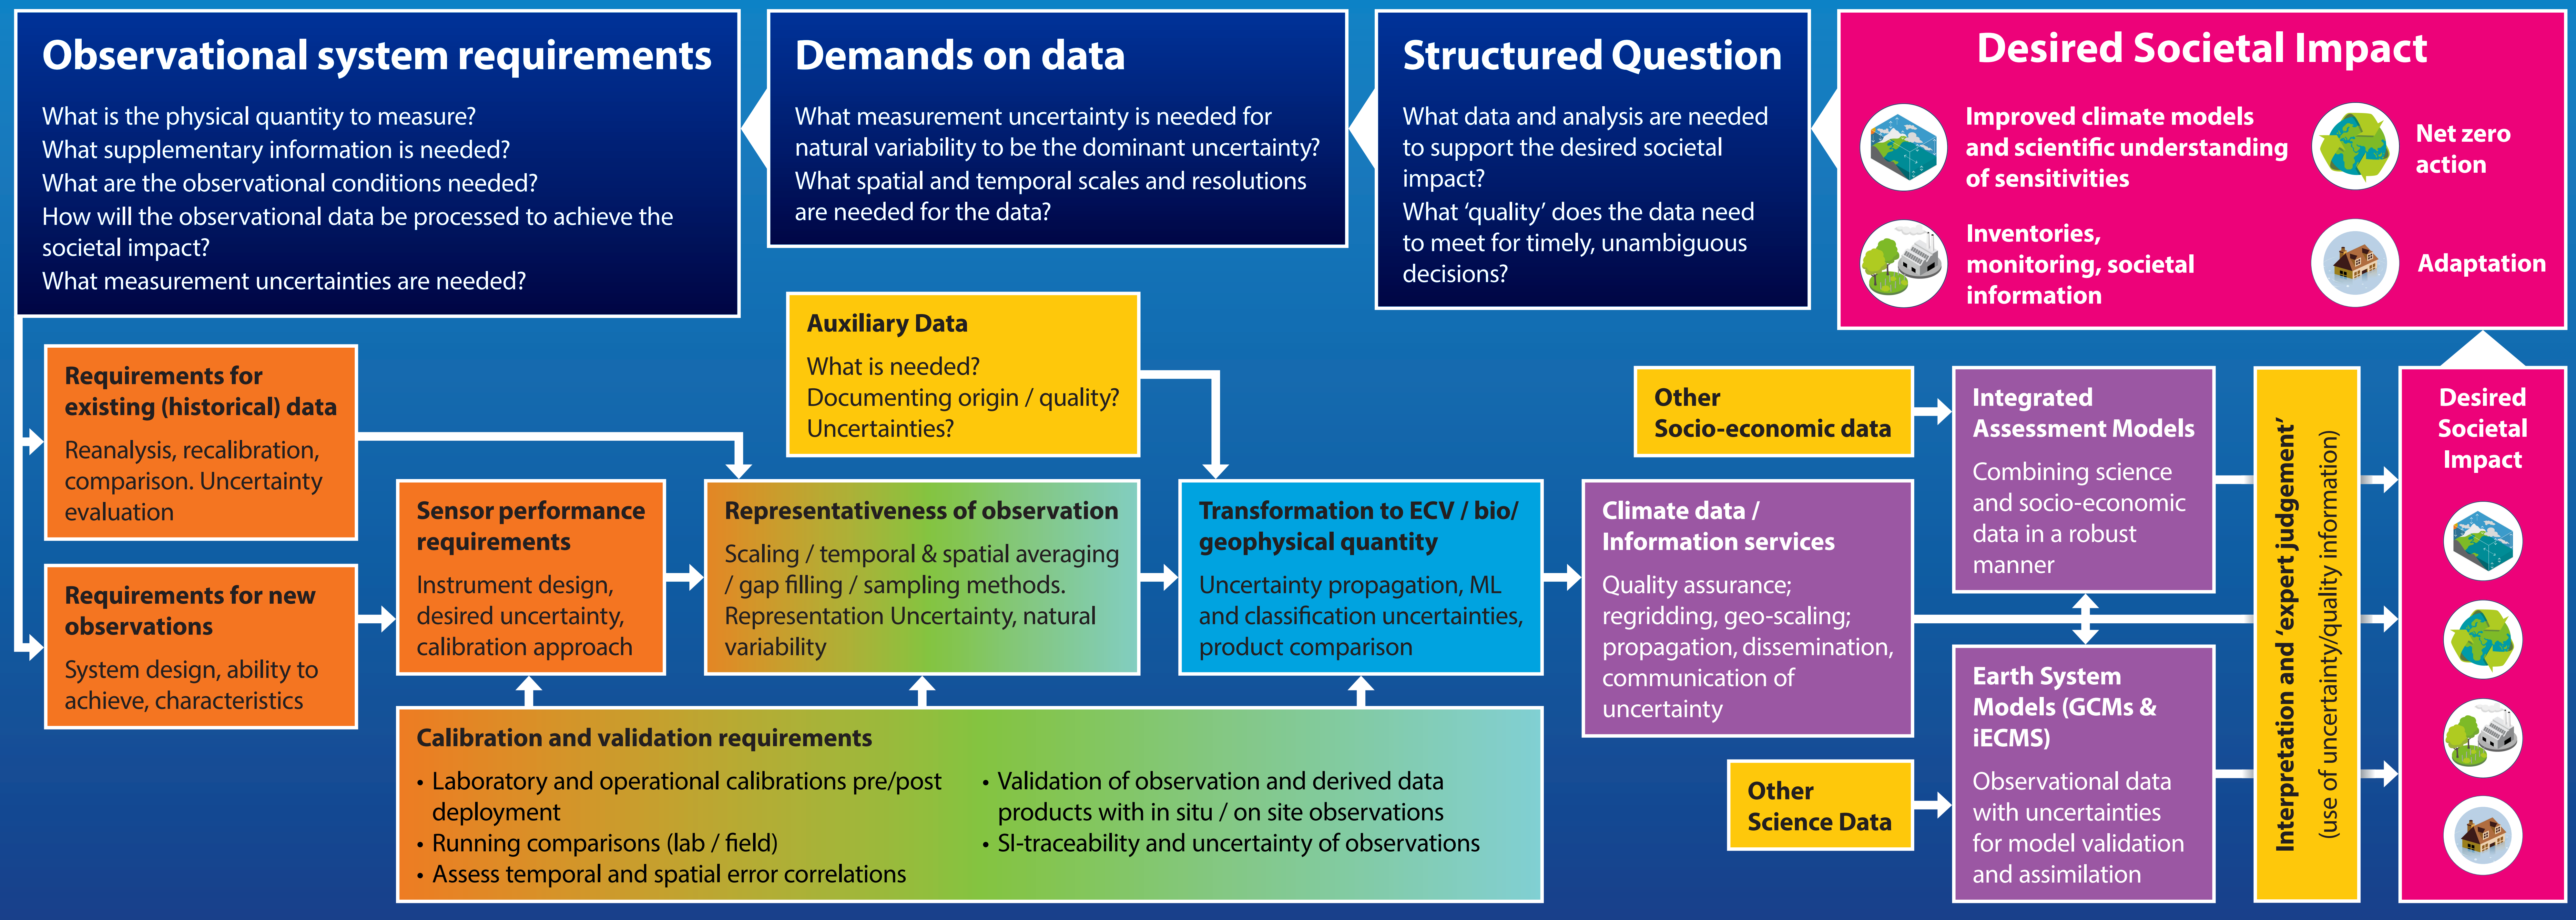 Observational system requirements
What is the physical quantity to measure?
What supplementary information is needed?
What are the observational conditions needed?
How will the observational data be processed to achieve the
societal impact?
What measurement uncertainties are needed?
Demands on data
What measurement uncertainty is needed for
natural variability to be the dominant uncertainty?
What spatial and temporal scales and resolutions
are needed for the data?
Structured Question
What data and analysis are needed
to support the desired societal
impact?
What ‘quality’ does the data need
to meet for timely, unambiguous
decisions?
Desired Societal Impact
Improved climate models
and scientific understanding
of sensitivities
Net zero
action
Inventories,
monitoring, societal
information
Adaptation
Requirements for
existing (historical) data
Reanalysis, recalibration,
comparison. Uncertainty
evaluation
Requirements for new
observations
System design, ability to
achieve, characteristics
Sensor performance
requirements
Instrument design,
desired uncertainty,
calibration approach
Auxiliary Data
What is needed?
Documenting origin / quality?
Uncertainties?
Representativeness of observation
Scaling / temporal & spatial averaging
/ gap filling / sampling methods.
Representation Uncertainty, natural
variability
Transformation to ECV / bio/
geophysical quantity
Uncertainty propagation, ML
and classification uncertainties,
product comparison
Calibration and validation requirements
• Laboratory and operational calibrations pre/post
deployment
• Running comparisons (lab / field)
• Assess temporal and spatial error correlations
• Validation of observation and derived data
products with in situ / on site observations
• SI-traceability and uncertainty of observations
Other
Socio-economic data
Climate data /
Information services
Quality assurance;
regridding, geo-scaling;
propagation, dissemination,
communication of
uncertainty
Other
Science Data
Integrated
Assessment Models
Combining science
and socio-economic
data in a robust
manner
Earth System
Models (GCMs &
iECMS)
Observational data
with uncertainties
for model validation
and assimilation
Interpretation and ‘expert judgement’
(use of uncertainty/quality information)
Desired
Societal
Impact